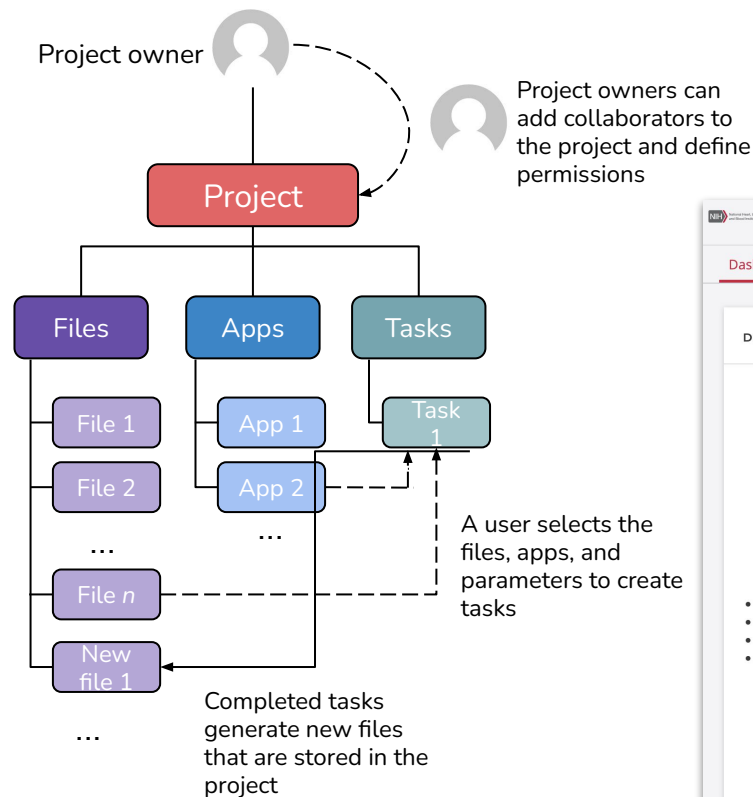 Project owner
Project owners can
add collaborators to
the project and define
permissions
Project
NIH
Das
Files
Apps
Tasks
D
File 1
App 1
Task
1
File 2
App 2
...
...
A user selects the
files, apps, and
parameters to create
tasks
File n
New
file 1
...
Completed tasks
generate new files
that are stored in the
project